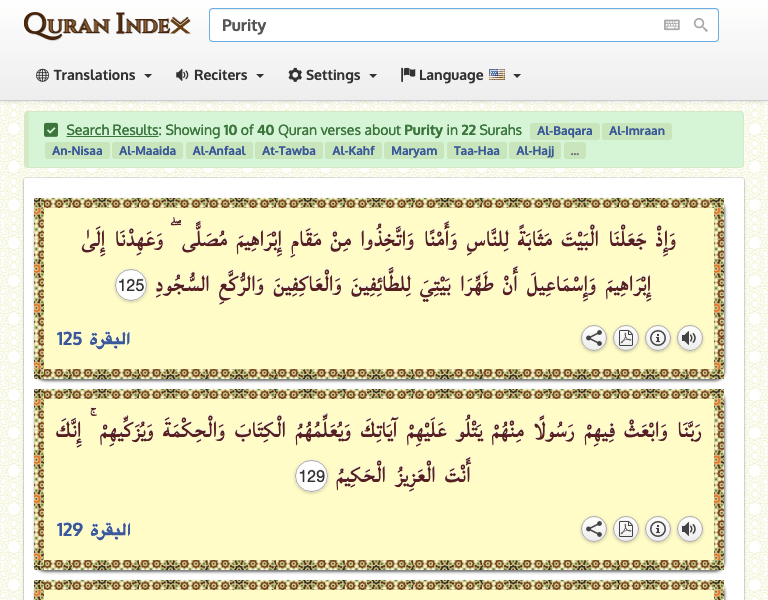 QURAN INDEX
Purity
Translations Reciters Settings Language
Search Results: Showing 10 of 40 Quran verses about Purity in 22 Surahs Al-Baqara Al-Imraan
An-Nisaa Al-Maaida Al-Anfaal At-Tawba Al-Kahf Maryam Taa-Haa Al-Hajj ...
وَإِذْ جَعَلْنَا الْبَيْتَ مَثَابَةً لِلنَّاسِ وَأَمْنًا وَاتَّخِذُوا مِنْ مَقَامِ إِبْرَاهِيمَ مُصَلًّى ۖ وَعَهِدْنَا إِلَىٰ
إِبْرَاهِيمَ وَإِسْمَاعِيلَ أَنْ طَهِّرَا بَيْتِيَ لِلطَّائِفِينَ وَالْعَاكِفِينَ وَالرُّكَّعِ السُّجُودِ 125
البقرة 125
رَبَّنَا وَابْعَثْ فِيهِمْ رَسُولًا مِنْهُمْ يَتْلُو عَلَيْهِمْ آيَاتِكَ وَيُعَلِّمُهُمُ الْكِتَابَ وَالْحِكْمَةَ وَيُزَكِّيهِمْ ۚ إِنَّكَ
أَنْتَ الْعَزِيزُ الْحَكِيمُ 129
البقرة 129